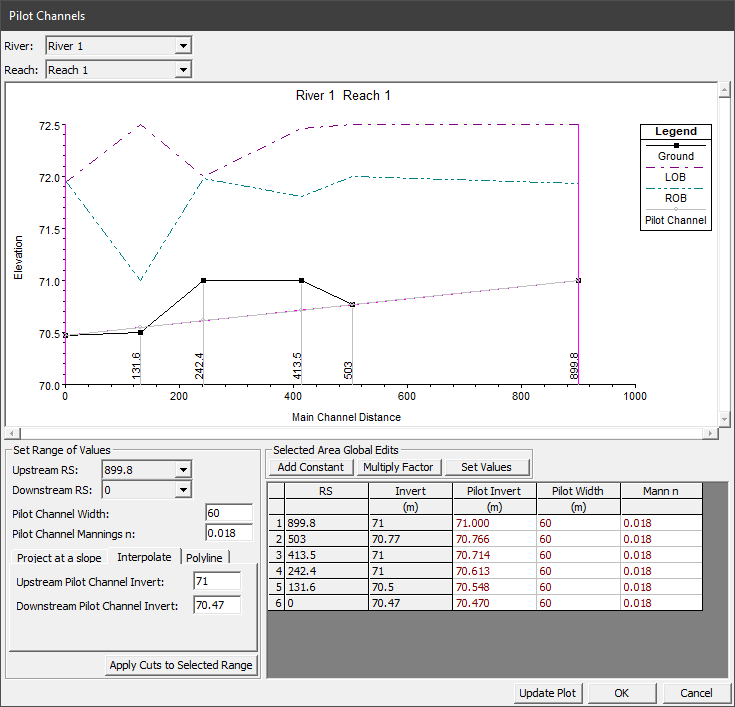 Pilot Channels
River: River 1
Reach: Reach 1
River 1 Reach 1
72.5
72.0
71.5
71.0
70.5
70.0
Elevation
0 200 400 600 800 1000
Main Channel Distance
131.6
242.4
413.5
503
899.8
Legend
Ground
LOB
ROB
Pilot Channel
Set Range of Values
Upstream RS: 899.8
Downstream RS: 0
Pilot Channel Width: 60
Pilot Channel Mannings n: 0.018
Project at a slope Interpolate Polyline
Upstream Pilot Channel Invert: 71
Downstream Pilot Channel Invert: 70.47
Apply Cuts to Selected Range
Selected Area Global Edits
Add Constant Multiply Factor Set Values
RS Invert Pilot Invert Pilot Width Mann n
(m) (m) (m)
1 899.8 71 71.000 60 0.018
2 503 70.77 70.766 60 0.018
3 413.5 71 70.714 60 0.018
4 242.4 71 70.613 60 0.018
5 131.6 70.5 70.548 60 0.018
6 0 70.47 70.470 60 0.018
Update Plot OK Cancel